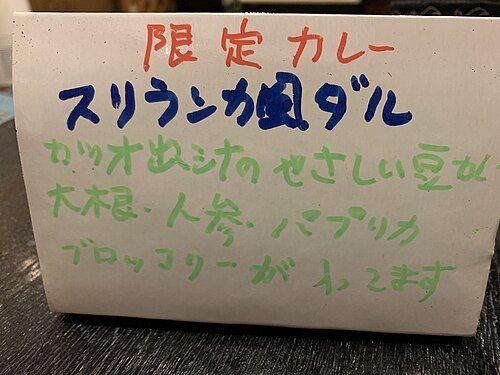 限定カレー
スリランカ風ダル
カツオ出汁のやさしい豆カレ
大根、人参、パプリカ
ブロッコリーがのってます